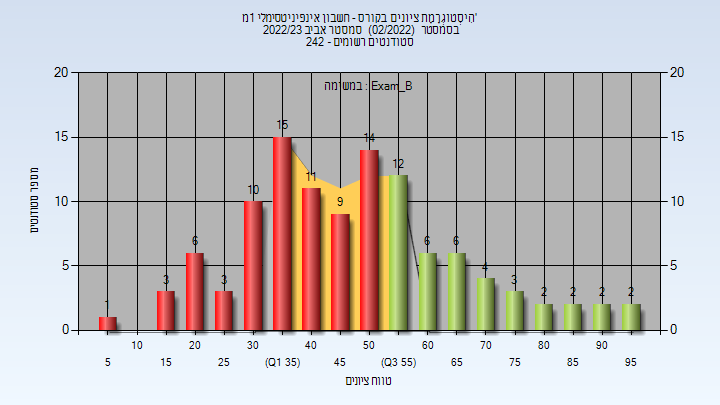 היסטוגרמת ציונים בקורס - חשבון אינפיניטסימלי 1מ'
בסמסטר (02/2022) סמסטר אביב 2022/23
סטודנטים רשומים - 242
במשימה : Exam_B
מספר סטודנטים
20 20
15 15
10 10
5 5
0 0
1 3 6 3 10 15 11 9 14 12 6 6 4 3 2 2 2 2
10 20 30 40 50 60 70 80 90
5 15 25 (Q1 35) 45 (Q3 55) 65 75 85 95
טווח ציונים